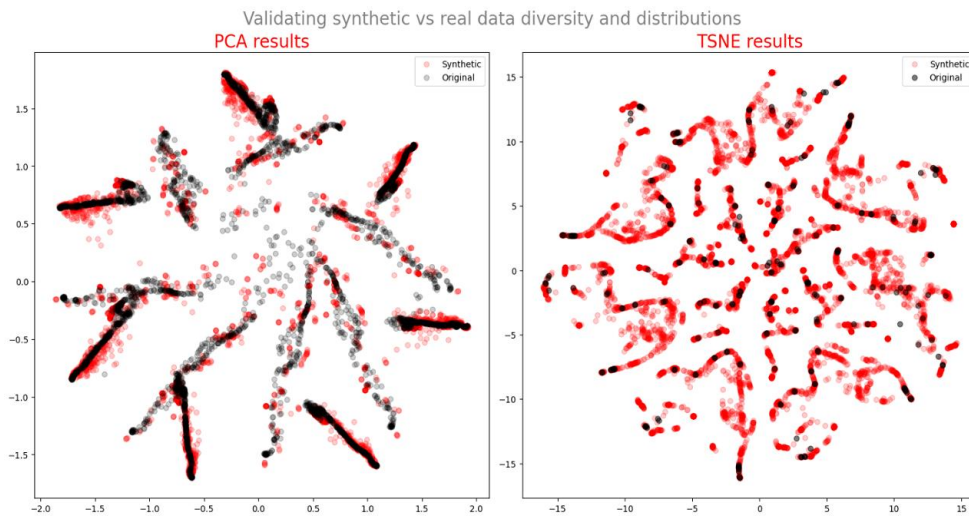 Validating synthetic vs real data diversity and distributions
PCA results
Synthetic
Original
1.5
1.0
0.5
0.0
−0.5
−1.0
−1.5
−2.0 −1.5 −1.0 −0.5 0.0 0.5 1.0 1.5 2.0
TSNE results
Synthetic
Original
15
10
5
0
−5
−10
−15
−15 −10 −5 0 5 10 15